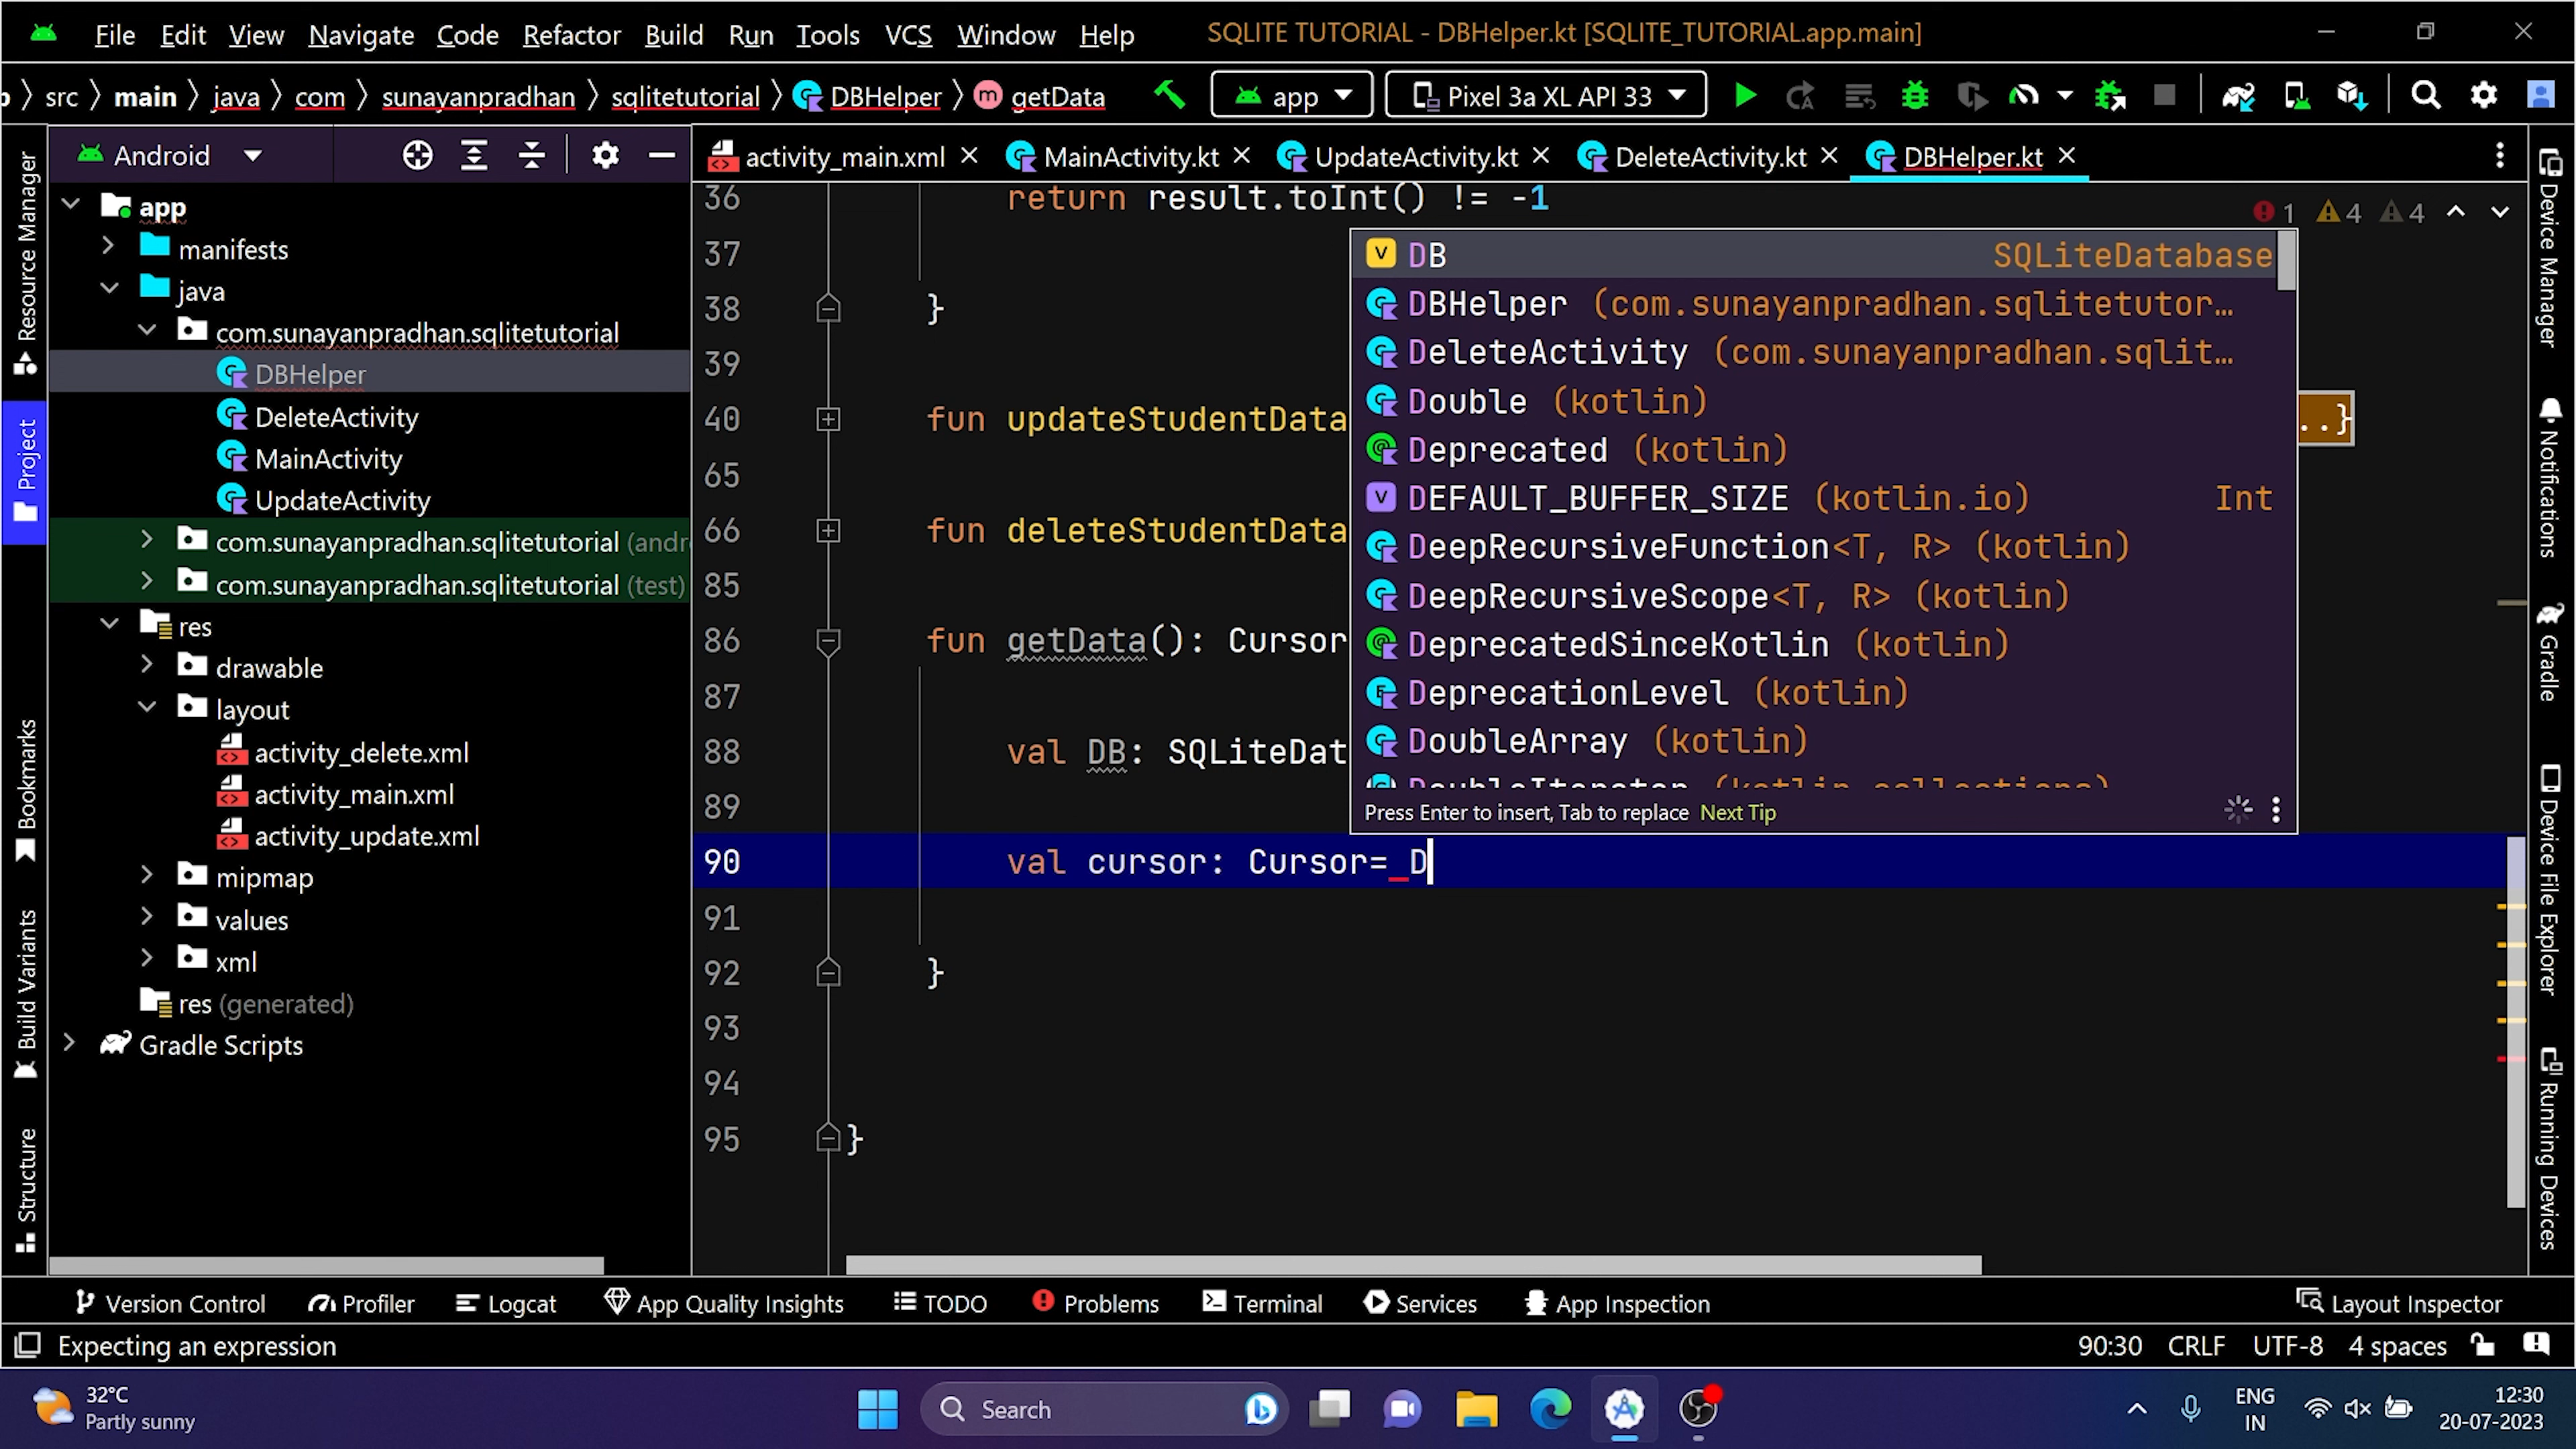 File Edit View Navigate Code Refactor Build Run Tools VCS Window Help SQLITE TUTORIAL - DBHelper.kt [SQLITE_TUTORIAL.app.main]
src main java com sunayanpradhan sqlitetutorial DBHelper getData app Pixel 3a XL API 33
Android
activity_main.xml MainActivity.kt UpdateActivity.kt DeleteActivity.kt DBHelper.kt
Resource Manager
Project
Bookmarks
Build Variants
Structure
app
manifests
java
com.sunayanpradhan.sqlitetutorial
DBHelper
DeleteActivity
MainActivity
UpdateActivity
com.sunayanpradhan.sqlitetutorial (andr
com.sunayanpradhan.sqlitetutorial (test)
res
drawable
layout
activity_delete.xml
activity_main.xml
activity_update.xml
mipmap
values
xml
res (generated)
Gradle Scripts
1 4 4
36 return result.toInt() != -1
37
38 }
39
40 fun updateStudentData ..}
65
66 fun deleteStudentData
85
86 fun getData(): Cursor
87
88 val DB: SQLiteDat
89
90 val cursor: Cursor= D
91
92 }
93
94
95 }
DB SQLiteDatabase
DBHelper (com.sunayanpradhan.sqlitetutor…
DeleteActivity (com.sunayanpradhan.sqlit…
Double (kotlin)
Deprecated (kotlin)
DEFAULT_BUFFER_SIZE (kotlin.io) Int
DeepRecursiveFunction<T, R> (kotlin)
DeepRecursiveScope<T, R> (kotlin)
DeprecatedSinceKotlin (kotlin)
DeprecationLevel (kotlin)
DoubleArray (kotlin)
DoubleIterator (kotlin.collections)
Press Enter to insert, Tab to replace Next Tip
Device Manager
Notifications
Gradle
Device File Explorer
Running Devices
Version Control Profiler Logcat App Quality Insights TODO Problems Terminal Services App Inspection Layout Inspector
Expecting an expression 90:30 CRLF UTF-8 4 spaces
32°C
Partly sunny
Search
ENG
IN
12:30
20-07-2023